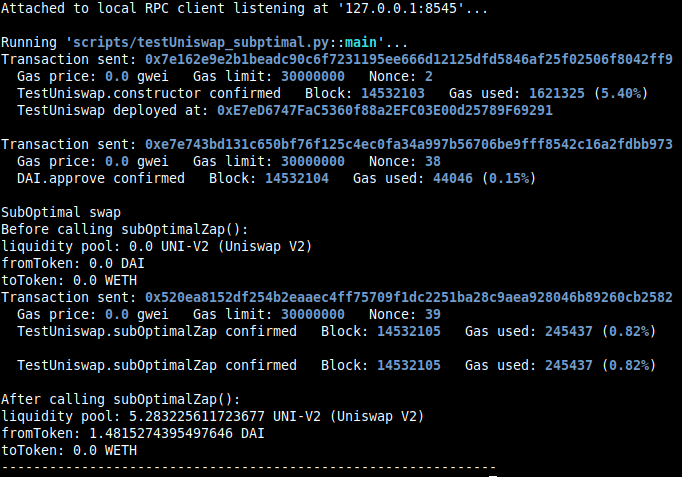 Attached to local RPC client listening at '127.0.0.1:8545'...
Running 'scripts/testUniswap_subptimal.py::main'...
Transaction sent: 0x7e162e9e2b1beadc90c6f7231195ee666d12125dfd5846af25f02506f8042ff9
Gas price: 0.0 gwei   Gas limit: 30000000   Nonce: 2
TestUniswap.constructor confirmed   Block: 14532103   Gas used: 1621325 (5.40%)
TestUniswap deployed at: 0xE7eD6747FaC5360f88a2EFC03E00d25789F69291
Transaction sent: 0xe7e743bd131c650bf76f125c4ec0fa34a997b56706be9fff8542c16a2fdbb973
Gas price: 0.0 gwei   Gas limit: 30000000   Nonce: 38
DAI.approve confirmed   Block: 14532104   Gas used: 44046 (0.15%)
SubOptimal swap
Before calling subOptimalZap():
liquidity pool: 0.0 UNI-V2 (Uniswap V2)
fromToken: 0.0 DAI
toToken: 0.0 WETH
Transaction sent: 0x520ea8152df254b2eaaec4ff75709f1dc2251ba28c9aea928046b89260cb2582
Gas price: 0.0 gwei   Gas limit: 30000000   Nonce: 39
TestUniswap.subOptimalZap confirmed   Block: 14532105   Gas used: 245437 (0.82%)
TestUniswap.subOptimalZap confirmed   Block: 14532105   Gas used: 245437 (0.82%)
After calling subOptimalZap():
liquidity pool: 5.283225611723677 UNI-V2 (Uniswap V2)
fromToken: 1.4815274395497646 DAI
toToken: 0.0 WETH
--------------------------------------------------------------